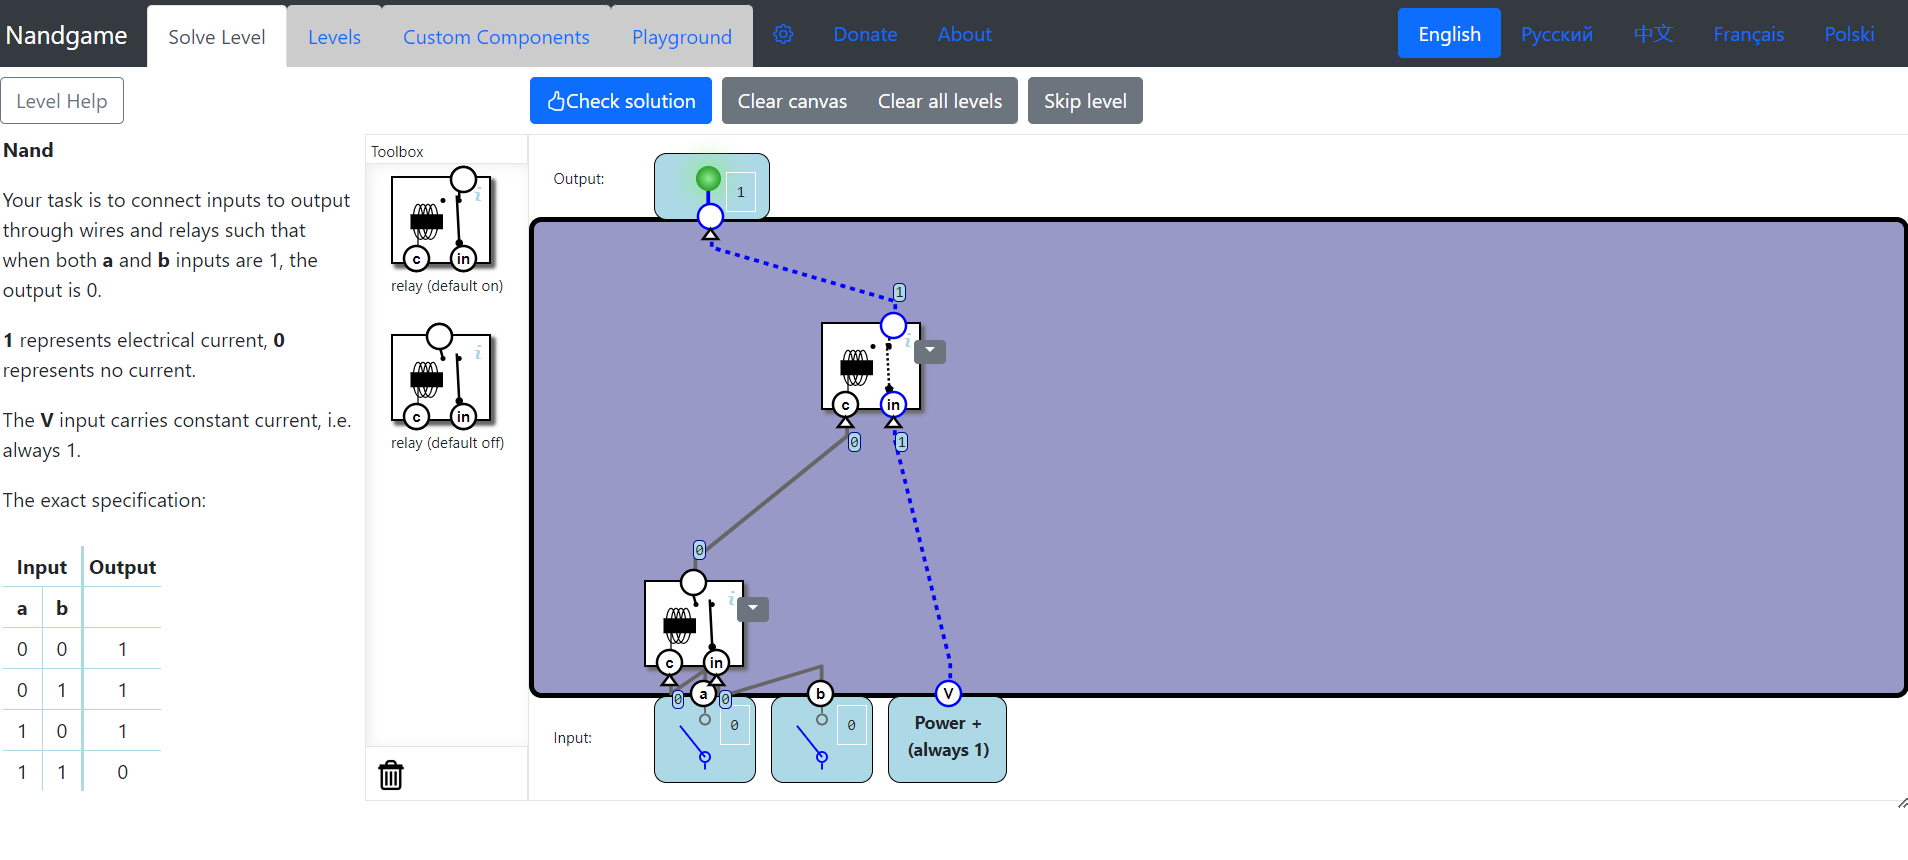 Nandgame Solve Level Levels Custom Components Playground Donate About English Русский 中文 Français Polski
Level Help Check solution Clear canvas Clear all levels Skip level
Nand
Your task is to connect inputs to output
through wires and relays such that
when both a and b inputs are 1, the
output is 0.
1 represents electrical current, 0
represents no current.
The V input carries constant current, i.e.
always 1.
The exact specification:
Input Output
a b
0 0 1
0 1 1
1 0 1
1 1 0
Toolbox
i
c in
relay (default on)
i
c in
relay (default off)
Output:
1
1
i
c in
0 1
0
i
c in
0 a 0 b V
Input:
0
0
Power +
(always 1)